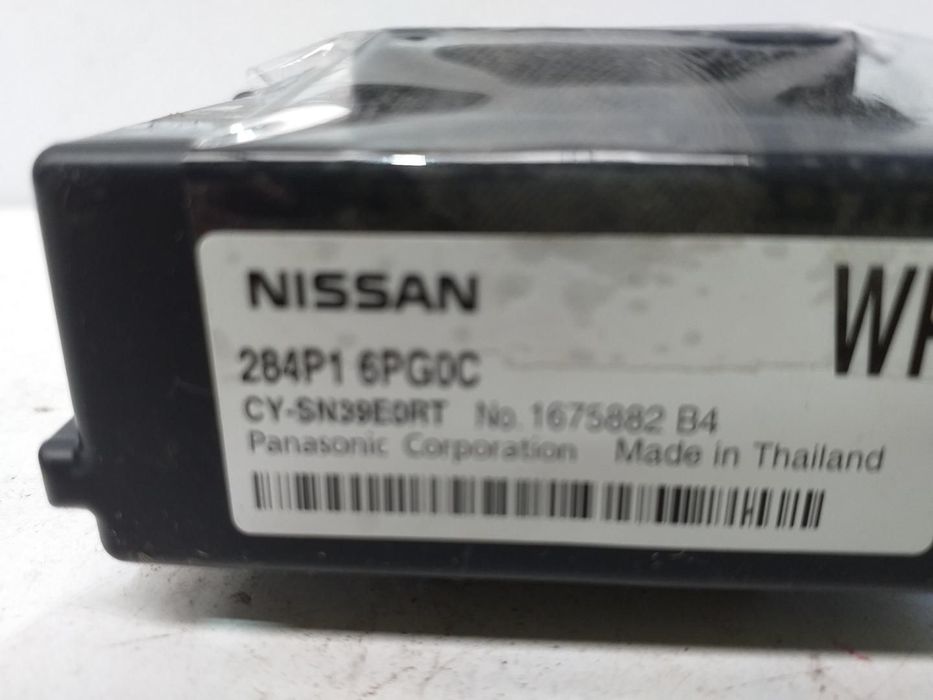 NISSAN
284P1 6PG0C
CY-SN39E0RT No. 1675882 B4
Panasonic Corporation Made in Thailand